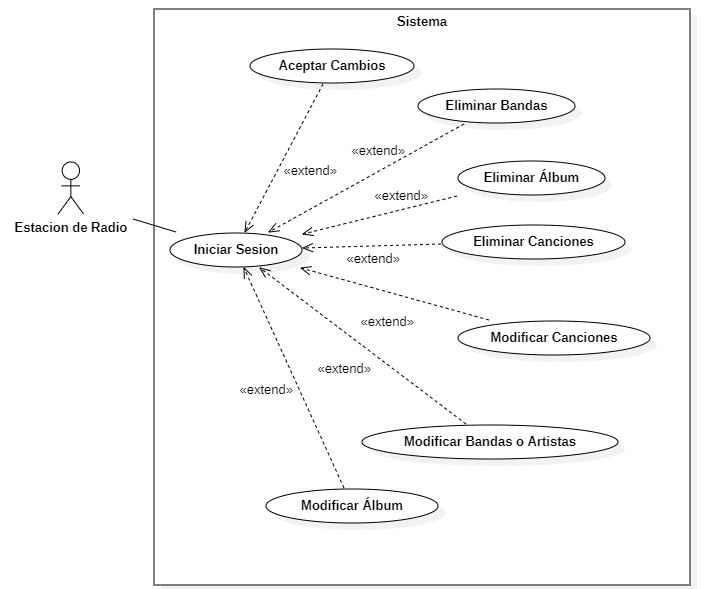 Sistema
Aceptar Cambios
Eliminar Bandas
«extend»
«extend»
Eliminar Álbum
«extend»
Estacion de Radio
Iniciar Sesion
Eliminar Canciones
«extend»
«extend»
Modificar Canciones
«extend»
«extend»
Modificar Bandas o Artistas
Modificar Álbum